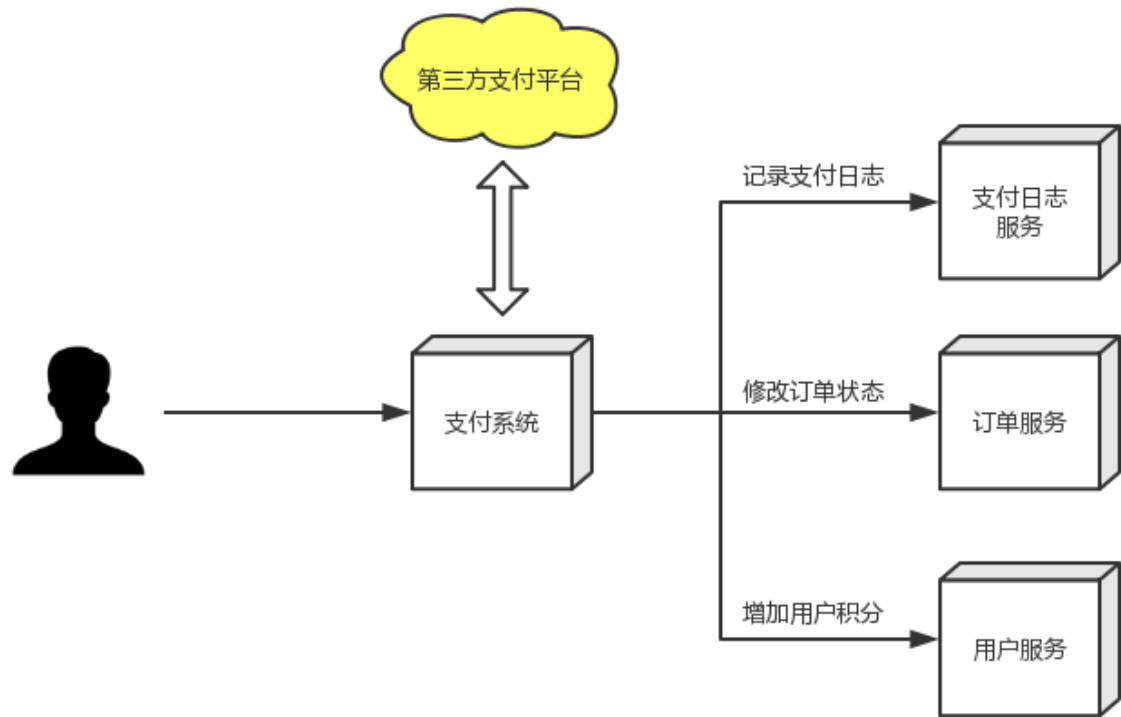 第三方支付平台
记录支付日志
支付日志
服务
支付系统
修改订单状态
订单服务
增加用户积分
用户服务